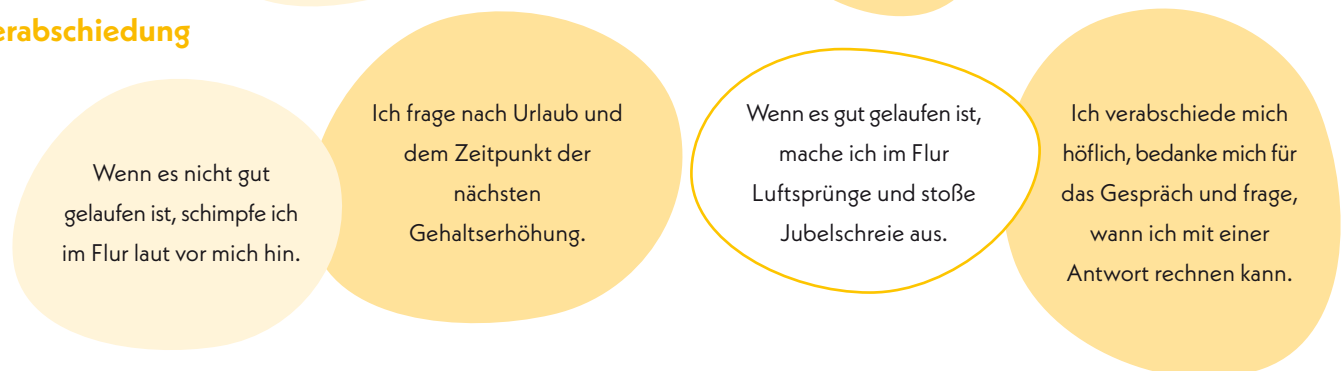 erabschiedung
Wenn es nicht gut
gelaufen ist, schimpfe ich
im Flur laut vor mich hin.
Ich frage nach Urlaub und
dem Zeitpunkt der
nächsten
Gehaltserhöhung.
Wenn es gut gelaufen ist,
mache ich im Flur
Luftsprünge und stoße
Jubelschreie aus.
Ich verabschiede mich
höflich, bedanke mich für
das Gespräch und frage,
wann ich mit einer
Antwort rechnen kann.